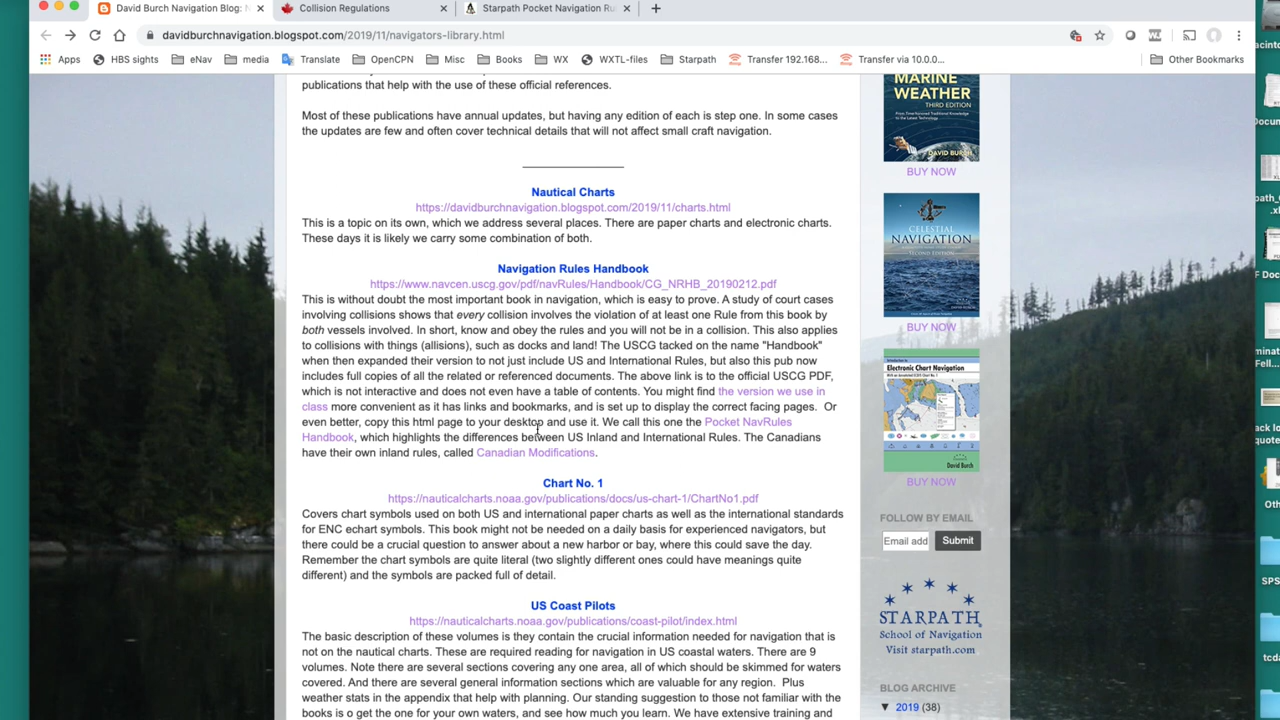 David Burch Navigation Blog: N
Collision Regulations
Starpath Pocket Navigation Ru
davidburchnavigation.blogspot.com/2019/11/navigators-library.html
Apps
HBS sights
eNav
media
Translate
OpenCPN
Misc
Books
WX
WXTL-files
Starpath
Transfer 192.168...
Transfer via 10.0.0...
Other Bookmarks
publications that help with the use of these official references.
Most of these publications have annual updates, but having any edition of each is step one. In some cases
the updates are few and often cover technical details that will not affect small craft navigation.
Nautical Charts
https://davidburchnavigation.blogspot.com/2019/11/charts.html
This is a topic on its own, which we address several places. There are paper charts and electronic charts.
These days it is likely we carry some combination of both.
Navigation Rules Handbook
https://www.navcen.uscg.gov/pdf/navRules/Handbook/CG_NRHB_20190212.pdf
This is without doubt the most important book in navigation, which is easy to prove. A study of court cases
involving collisions shows that every collision involves the violation of at least one Rule from this book by
both vessels involved. In short, know and obey the rules and you will not be in a collision. This also applies
to collisions with things (allisions), such as docks and land! The USCG tacked on the name "Handbook"
when then expanded their version to not just include US and International Rules, but also this pub now
includes full copies of all the related or referenced documents. The above link is to the official USCG PDF,
which is not interactive and does not even have a table of contents. You might find the version we use in
class more convenient as it has links and bookmarks, and is set up to display the correct facing pages. Or
even better, copy this html page to your desktop and use it. We call this one the Pocket NavRules
Handbook, which highlights the differences between US Inland and International Rules. The Canadians
have their own inland rules, called Canadian Modifications.
Chart No. 1
https://nauticalcharts.noaa.gov/publications/docs/us-chart-1/ChartNo1.pdf
Covers chart symbols used on both US and international paper charts as well as the international standards
for ENC echart symbols. This book might not be needed on a daily basis for experienced navigators, but
there could be a crucial question to answer about a new harbor or bay, where this could save the day.
Remember the chart symbols are quite literal (two slightly different ones could have meanings quite
different) and the symbols are packed full of detail.
US Coast Pilots
https://nauticalcharts.noaa.gov/publications/coast-pilot/index.html
The basic description of these volumes is they contain the crucial information needed for navigation that is
not on the nautical charts. These are required reading for navigation in US coastal waters. There are 9
volumes. Note there are several sections covering any one area, all of which should be skimmed for waters
covered. And there are several general information sections which are valuable for any region. Plus
weather stats in the appendix that help with planning. Our standing suggestion to those not familiar with the
books is o get the one for your own waters, and see how much you learn. We have extensive training and
MARINE
WEATHER
THIRD EDITION
DAVID BURCH
BUY NOW
CELESTIAL
NAVIGATION
SECOND EDITION
BUY NOW
Introduction to
Electronic Chart Navigation
David Burch
BUY NOW
FOLLOW BY EMAIL
Email add
Submit
STARPATH
School of Navigation
Visit starpath.com
BLOG ARCHIVE
▼ 2019 (38)